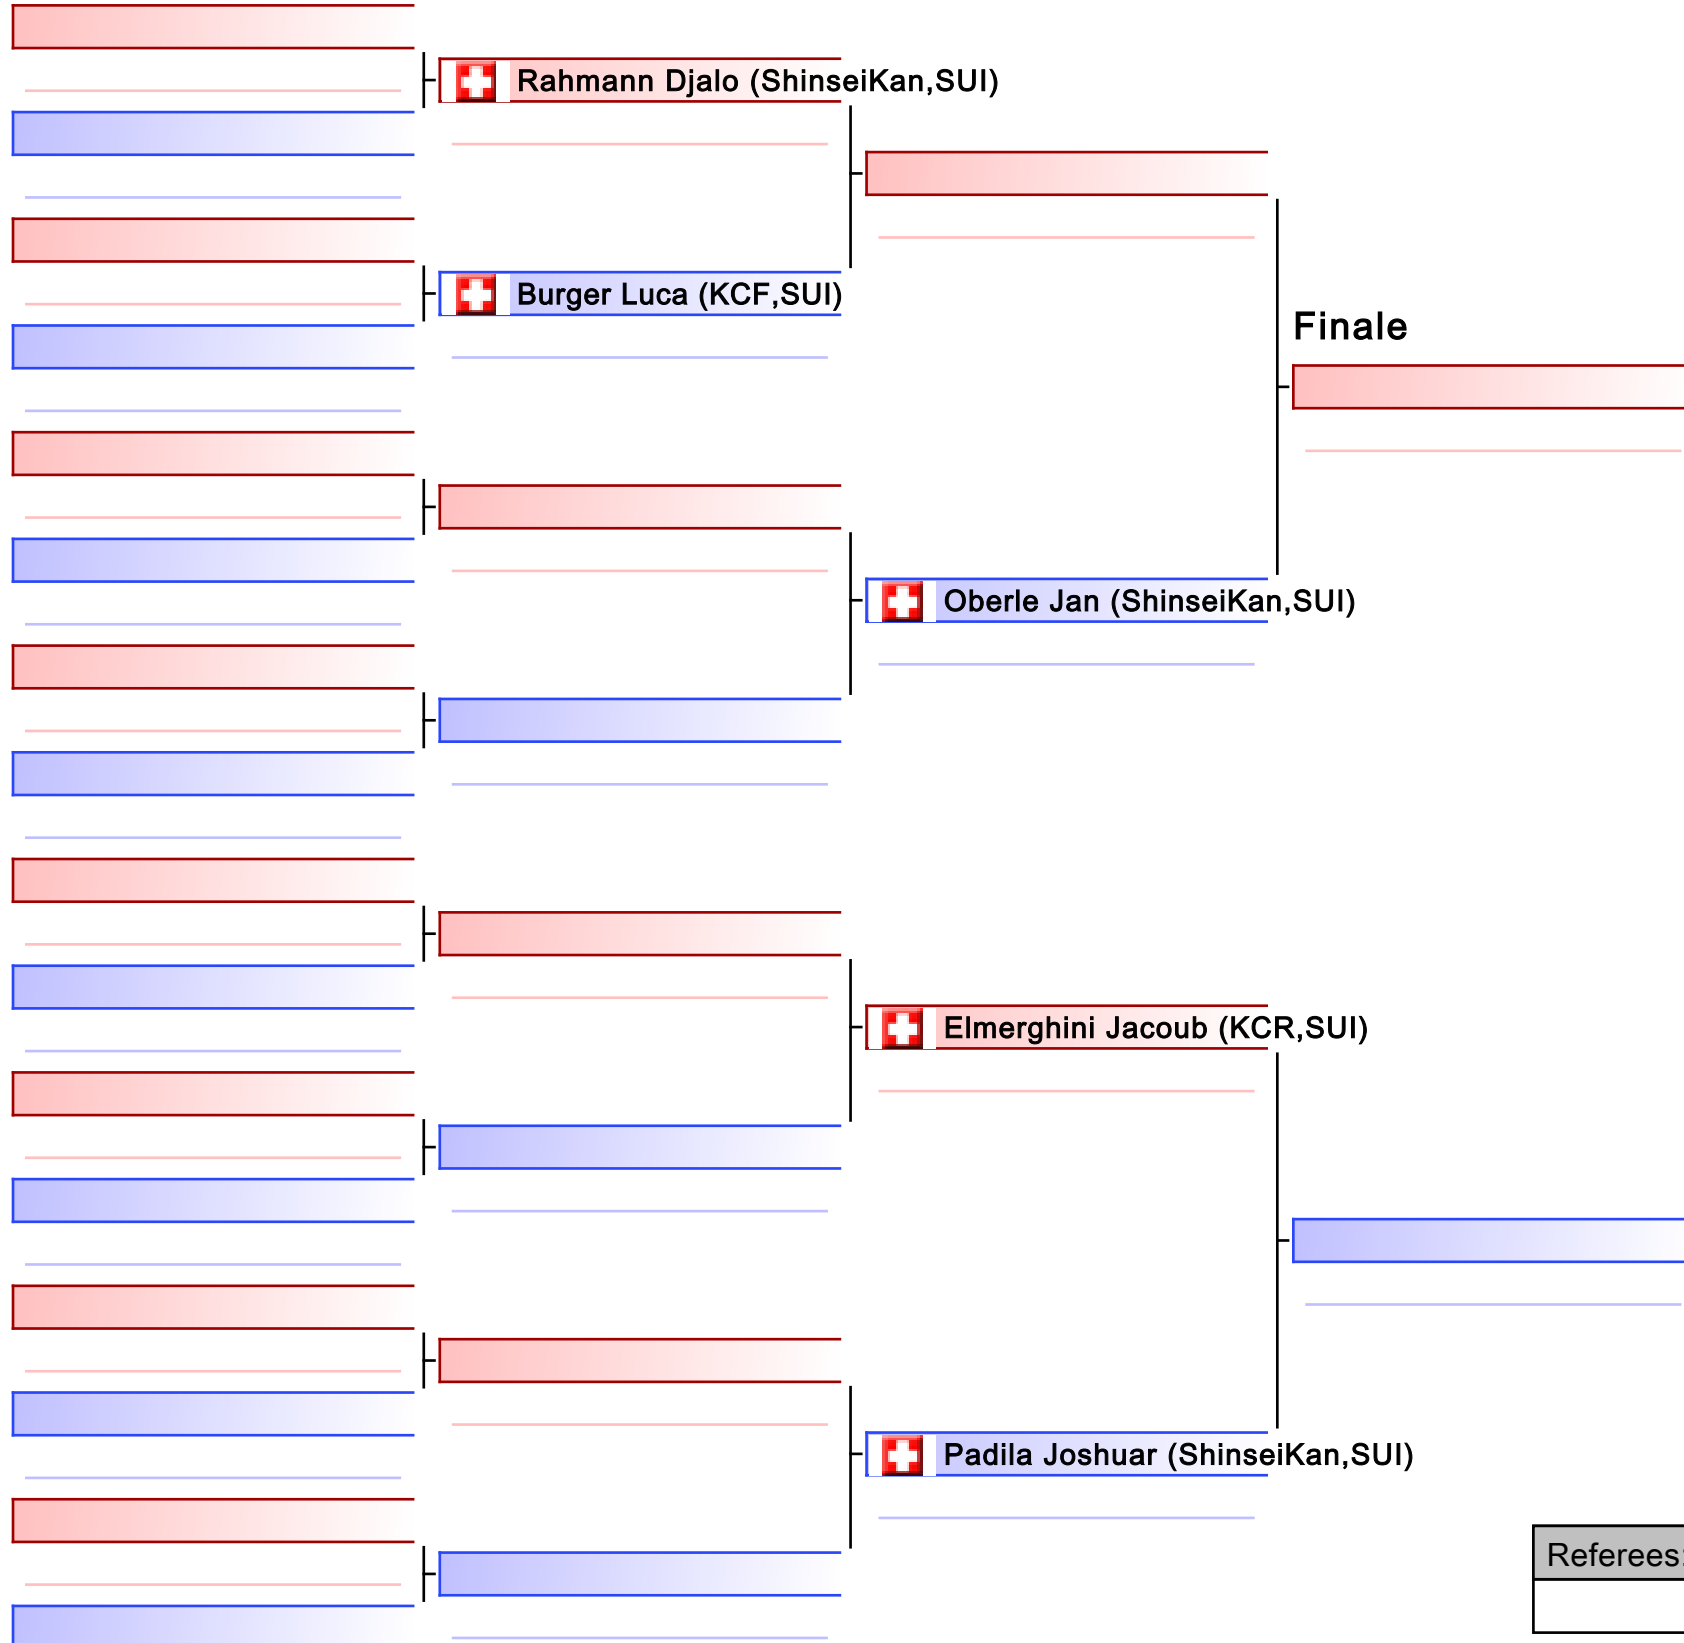 Rahmann Djalo (ShinseiKan,SUI)
Burger Luca (KCF,SUI)
Finale
Oberle Jan (ShinseiKan,SUI)
Elmerghini Jacoub (KCR,SUI)
Padila Joshuar (ShinseiKan,SUI)
Referees: